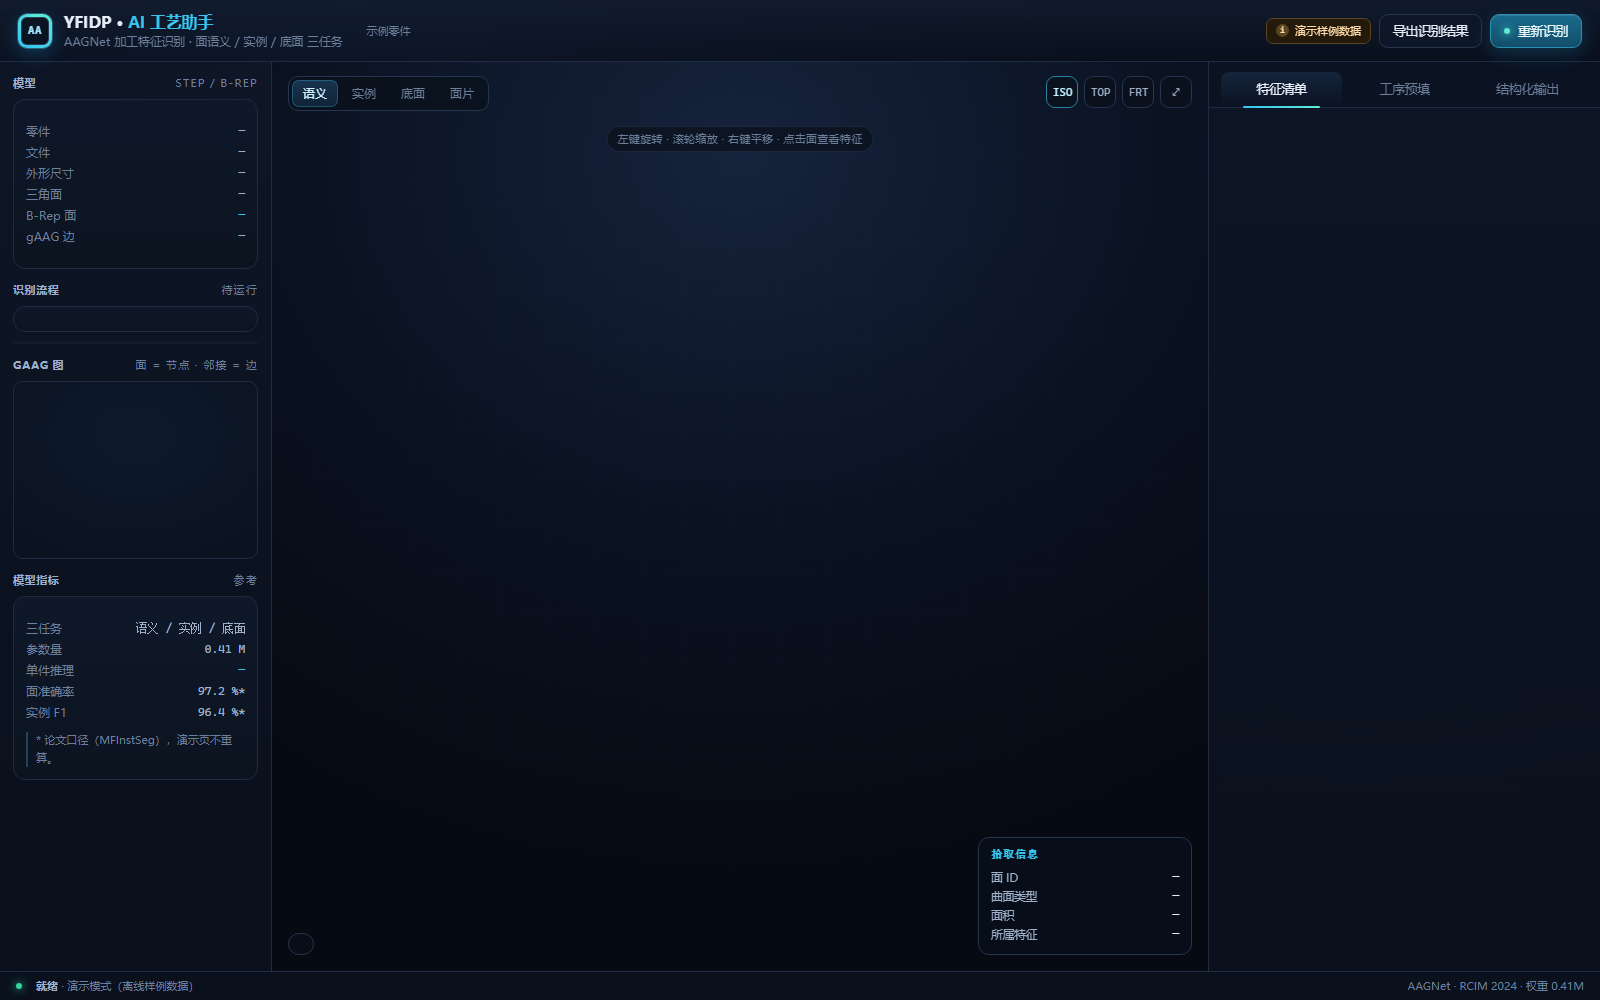 AA
YFIDP • AI 工艺助手
AAGNet 加工特征识别 · 面语义 / 实例 / 底面 三任务
示例零件
i 演示样例数据
导出识别结果
重新识别
模型
STEP / B-REP
零件 —
文件 —
外形尺寸 —
三角面 —
B-Rep 面 —
gAAG 边 —
识别流程
待运行
GAAG 图
面 = 节点 · 邻接 = 边
模型指标
参考
三任务 语义 / 实例 / 底面
参数量 0.41 M
单件推理 —
面准确率 97.2 %*
实例 F1 96.4 %*
* 论文口径（MFInstSeg），演示页不重
算。
语义 实例 底面 面片
ISO TOP FRT ⤢
左键旋转 · 滚轮缩放 · 右键平移 · 点击面查看特征
拾取信息
面 ID —
曲面类型 —
面积 —
所属特征 —
特征清单 工序预填 结构化输出
就绪 · 演示模式（离线样例数据）
AAGNet · RCIM 2024 · 权重 0.41M